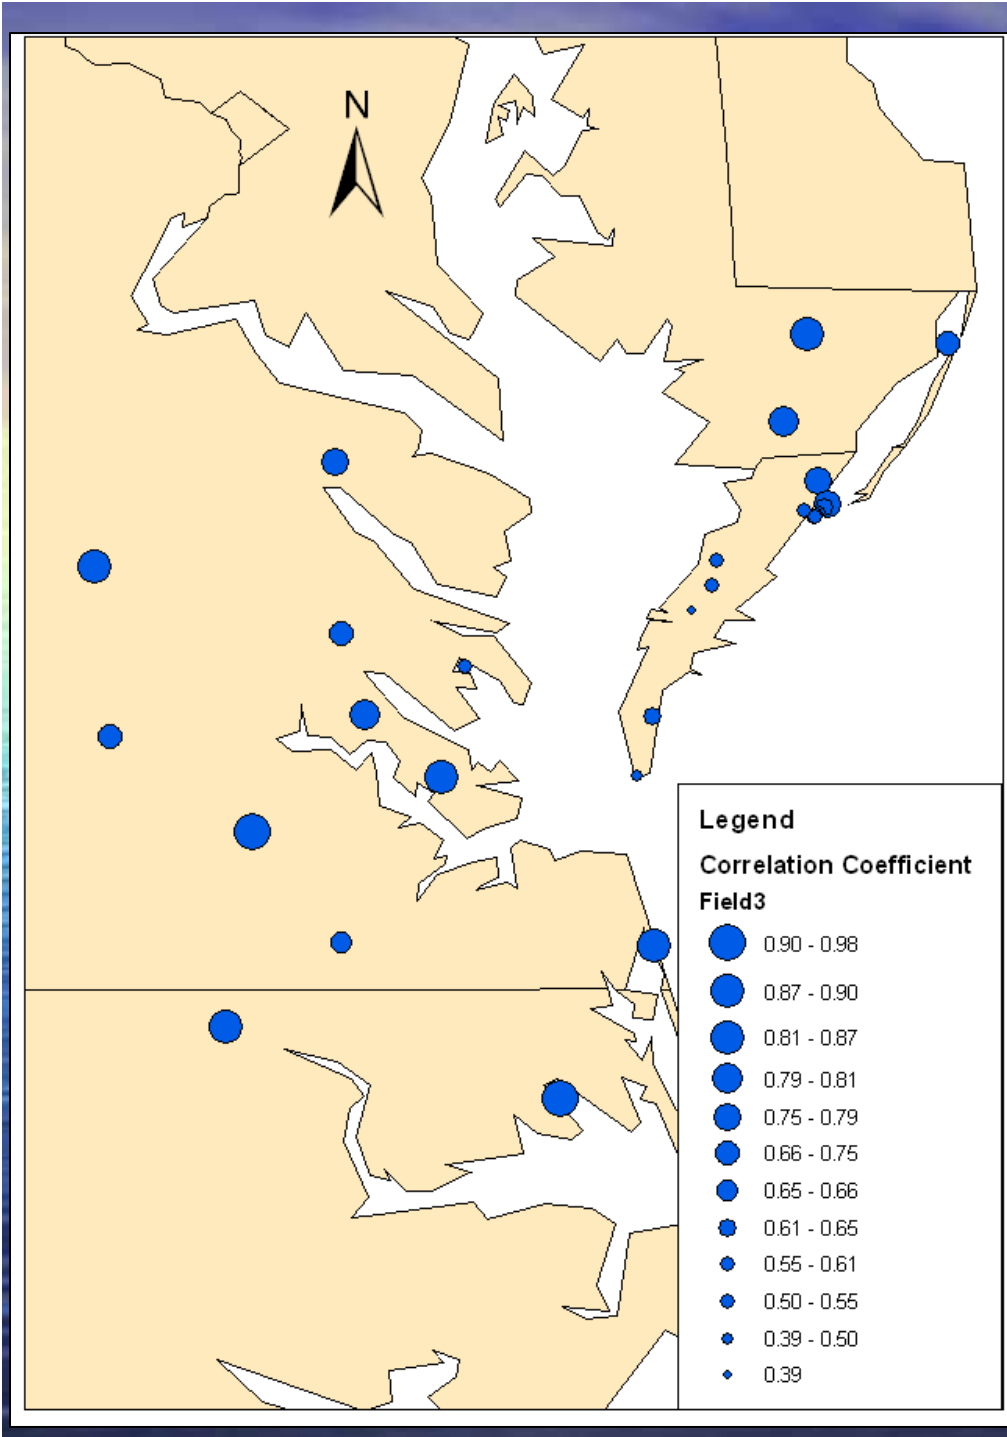 N
Legend
Correlation Coefficient
Field3
0.90 - 0.98
0.87 - 0.90
0.81 - 0.87
0.79 - 0.81
0.75 - 0.79
0.66 - 0.75
0.65 - 0.66
0.61 - 0.65
0.55 - 0.61
0.50 - 0.55
0.39 - 0.50
0.39